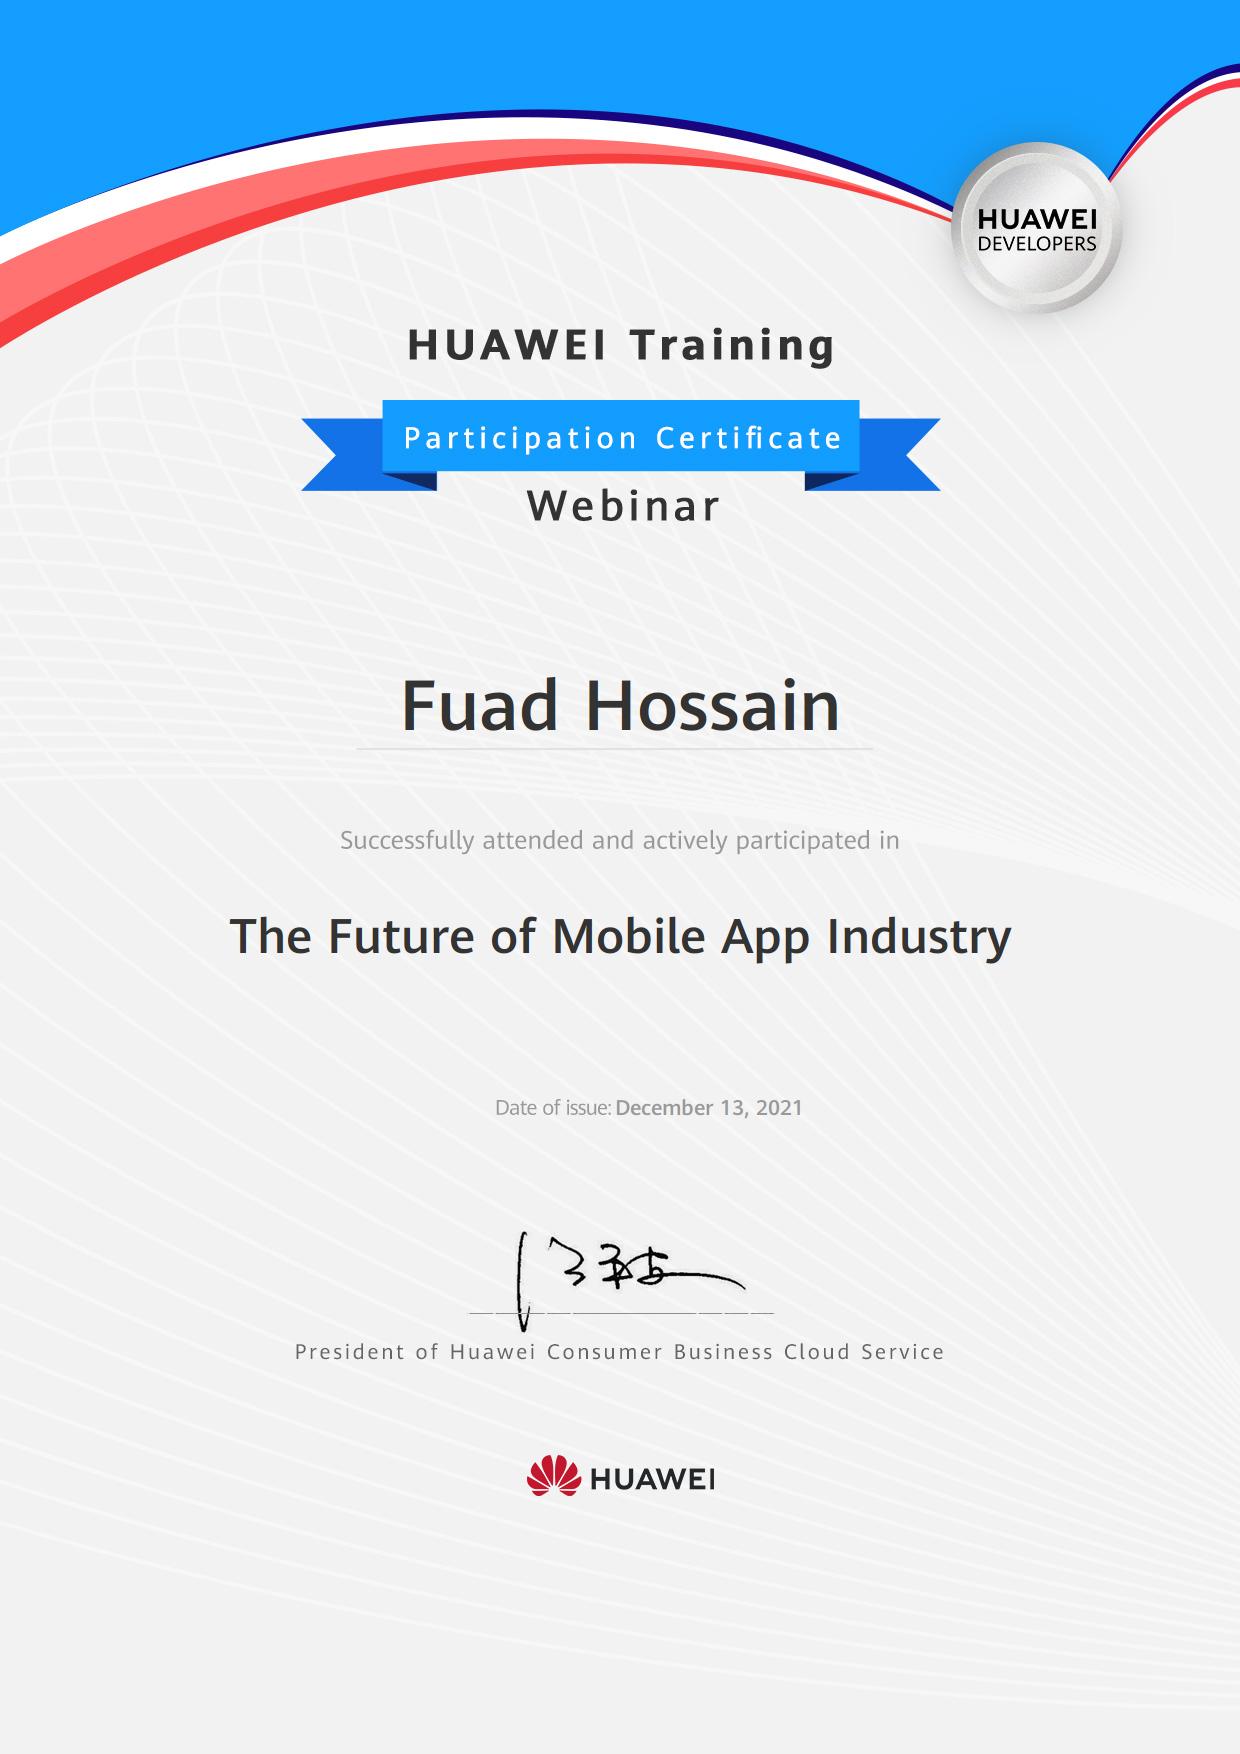 HUAWEI
DEVELOPERS
HUAWEI Training
Participation Certificate
Webinar
Fuad Hossain
Successfully attended and actively participated in
The Future of Mobile App Industry
Date of issue: December 13, 2021
President of Huawei Consumer Business Cloud Service
HUAWEI